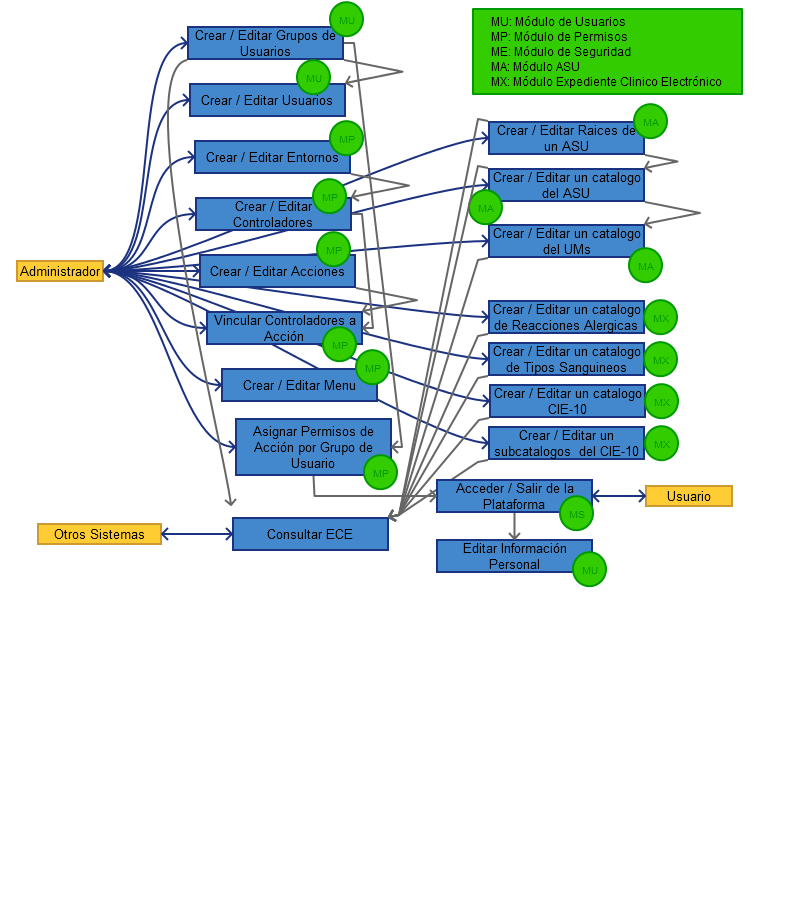 MU: Módulo de Usuarios
MP: Módulo de Permisos
ME: Módulo de Seguridad
MA: Módulo ASU
MX: Módulo Expediente Clinico Electrónico
MU
Crear / Editar Grupos de
Usuarios
MU
Crear / Editar Usuarios
MP
Crear / Editar Entornos
MP
Crear / Editar
Controladores
MP
Crear / Editar Acciones
Administrador
Vincular Controladores a
Acción
MP
MP
Crear / Editar Menu
Asignar Permisos de
Acción por Grupo de
Usuario
MP
MA
Crear / Editar Raices de
un ASU
Crear / Editar un catalogo
del ASU
MA
Crear / Editar un catalogo
del UMs
MA
Crear / Editar un catalogo
de Reacciones Alergicas
MX
Crear / Editar un catalogo
de Tipos Sanguineos
MX
Crear / Editar un catalogo
CIE-10
MX
Crear / Editar un
subcatalogos del CIE-10
MX
Acceder / Salir de la
Plataforma
MS
Usuario
Otros Sistemas
Consultar ECE
Editar Información
Personal
MU